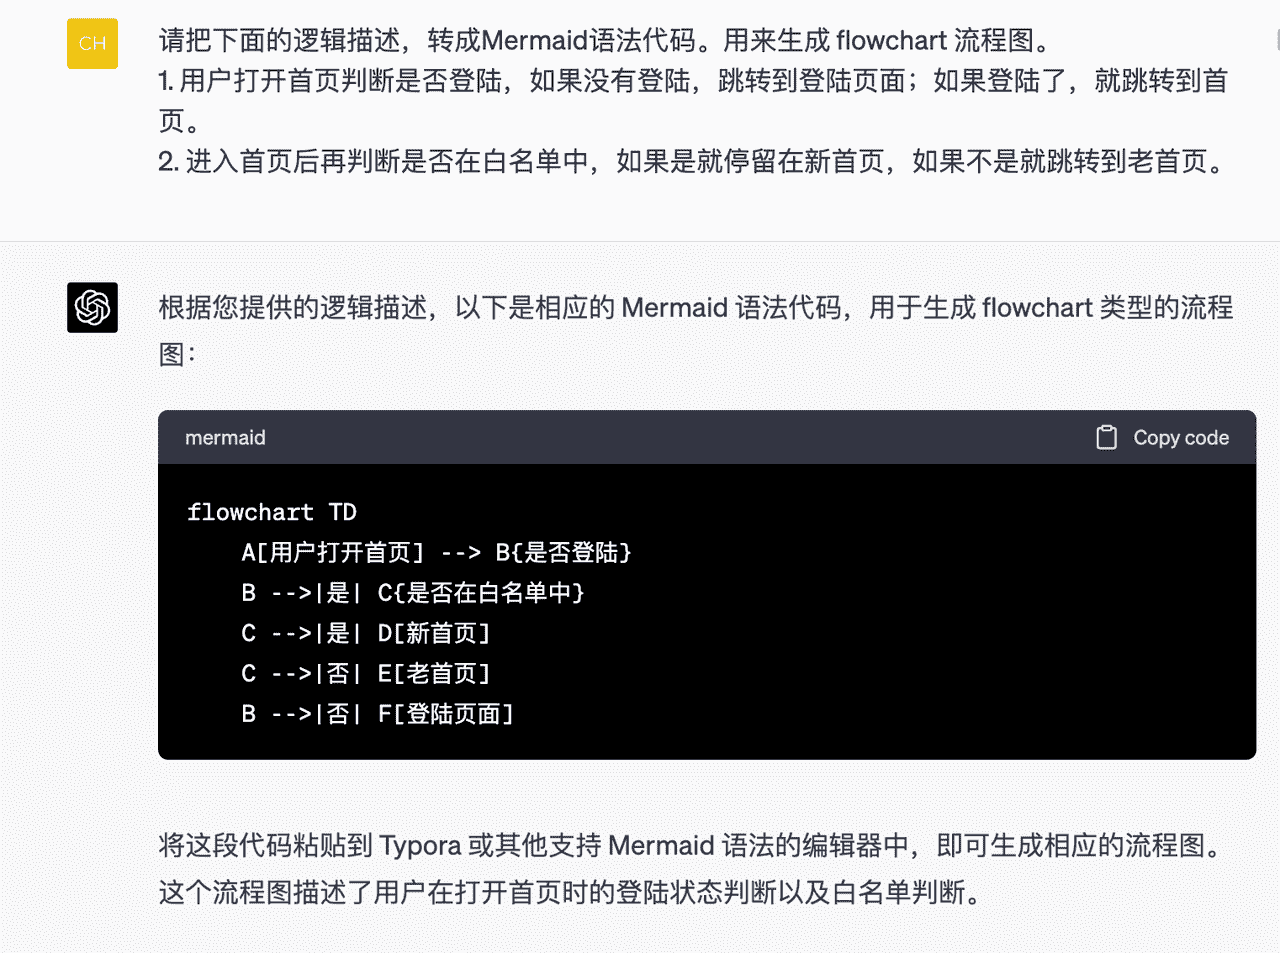 CH
请把下面的逻辑描述，转成Mermaid语法代码。用来生成 flowchart 流程图。
1. 用户打开首页判断是否登陆，如果没有登陆，跳转到登陆页面；如果登陆了，就跳转到首
页。
2. 进入首页后再判断是否在白名单中，如果是就停留在新首页，如果不是就跳转到老首页。
根据您提供的逻辑描述，以下是相应的 Mermaid 语法代码，用于生成 flowchart 类型的流程
图：
mermaid
Copy code
flowchart TD
    A[用户打开首页] --> B{是否登陆}
    B -->|是| C{是否在白名单中}
    C -->|是| D[新首页]
    C -->|否| E[老首页]
    B -->|否| F[登陆页面]
将这段代码粘贴到 Typora 或其他支持 Mermaid 语法的编辑器中，即可生成相应的流程图。
这个流程图描述了用户在打开首页时的登陆状态判断以及白名单判断。